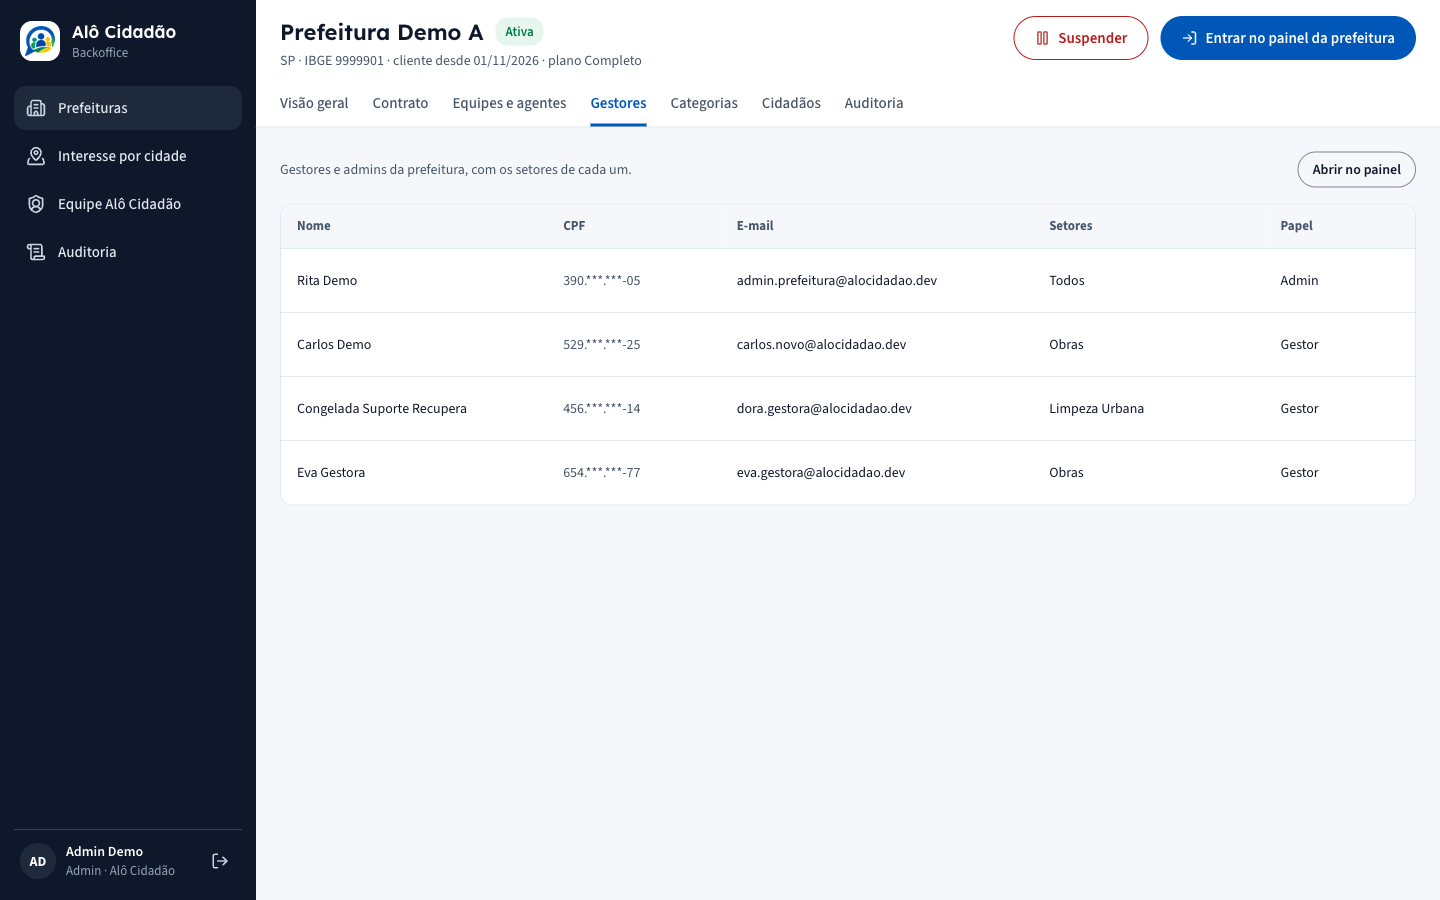 Alô Cidadão
Backoffice
Prefeituras
Interesse por cidade
Equipe Alô Cidadão
Auditoria
AD
Admin Demo
Admin · Alô Cidadão
Prefeitura Demo A
Ativa
SP · IBGE 9999901 · cliente desde 01/11/2026 · plano Completo
Suspender
Entrar no painel da prefeitura
Visão geral Contrato Equipes e agentes Gestores Categorias Cidadãos Auditoria
Gestores e admins da prefeitura, com os setores de cada um.
Abrir no painel
Nome CPF E-mail Setores Papel
Rita Demo 390.***.***-05 admin.prefeitura@alocidadao.dev Todos Admin
Carlos Demo 529.***.***-25 carlos.novo@alocidadao.dev Obras Gestor
Congelada Suporte Recupera 456.***.***-14 dora.gestora@alocidadao.dev Limpeza Urbana Gestor
Eva Gestora 654.***.***-77 eva.gestora@alocidadao.dev Obras Gestor